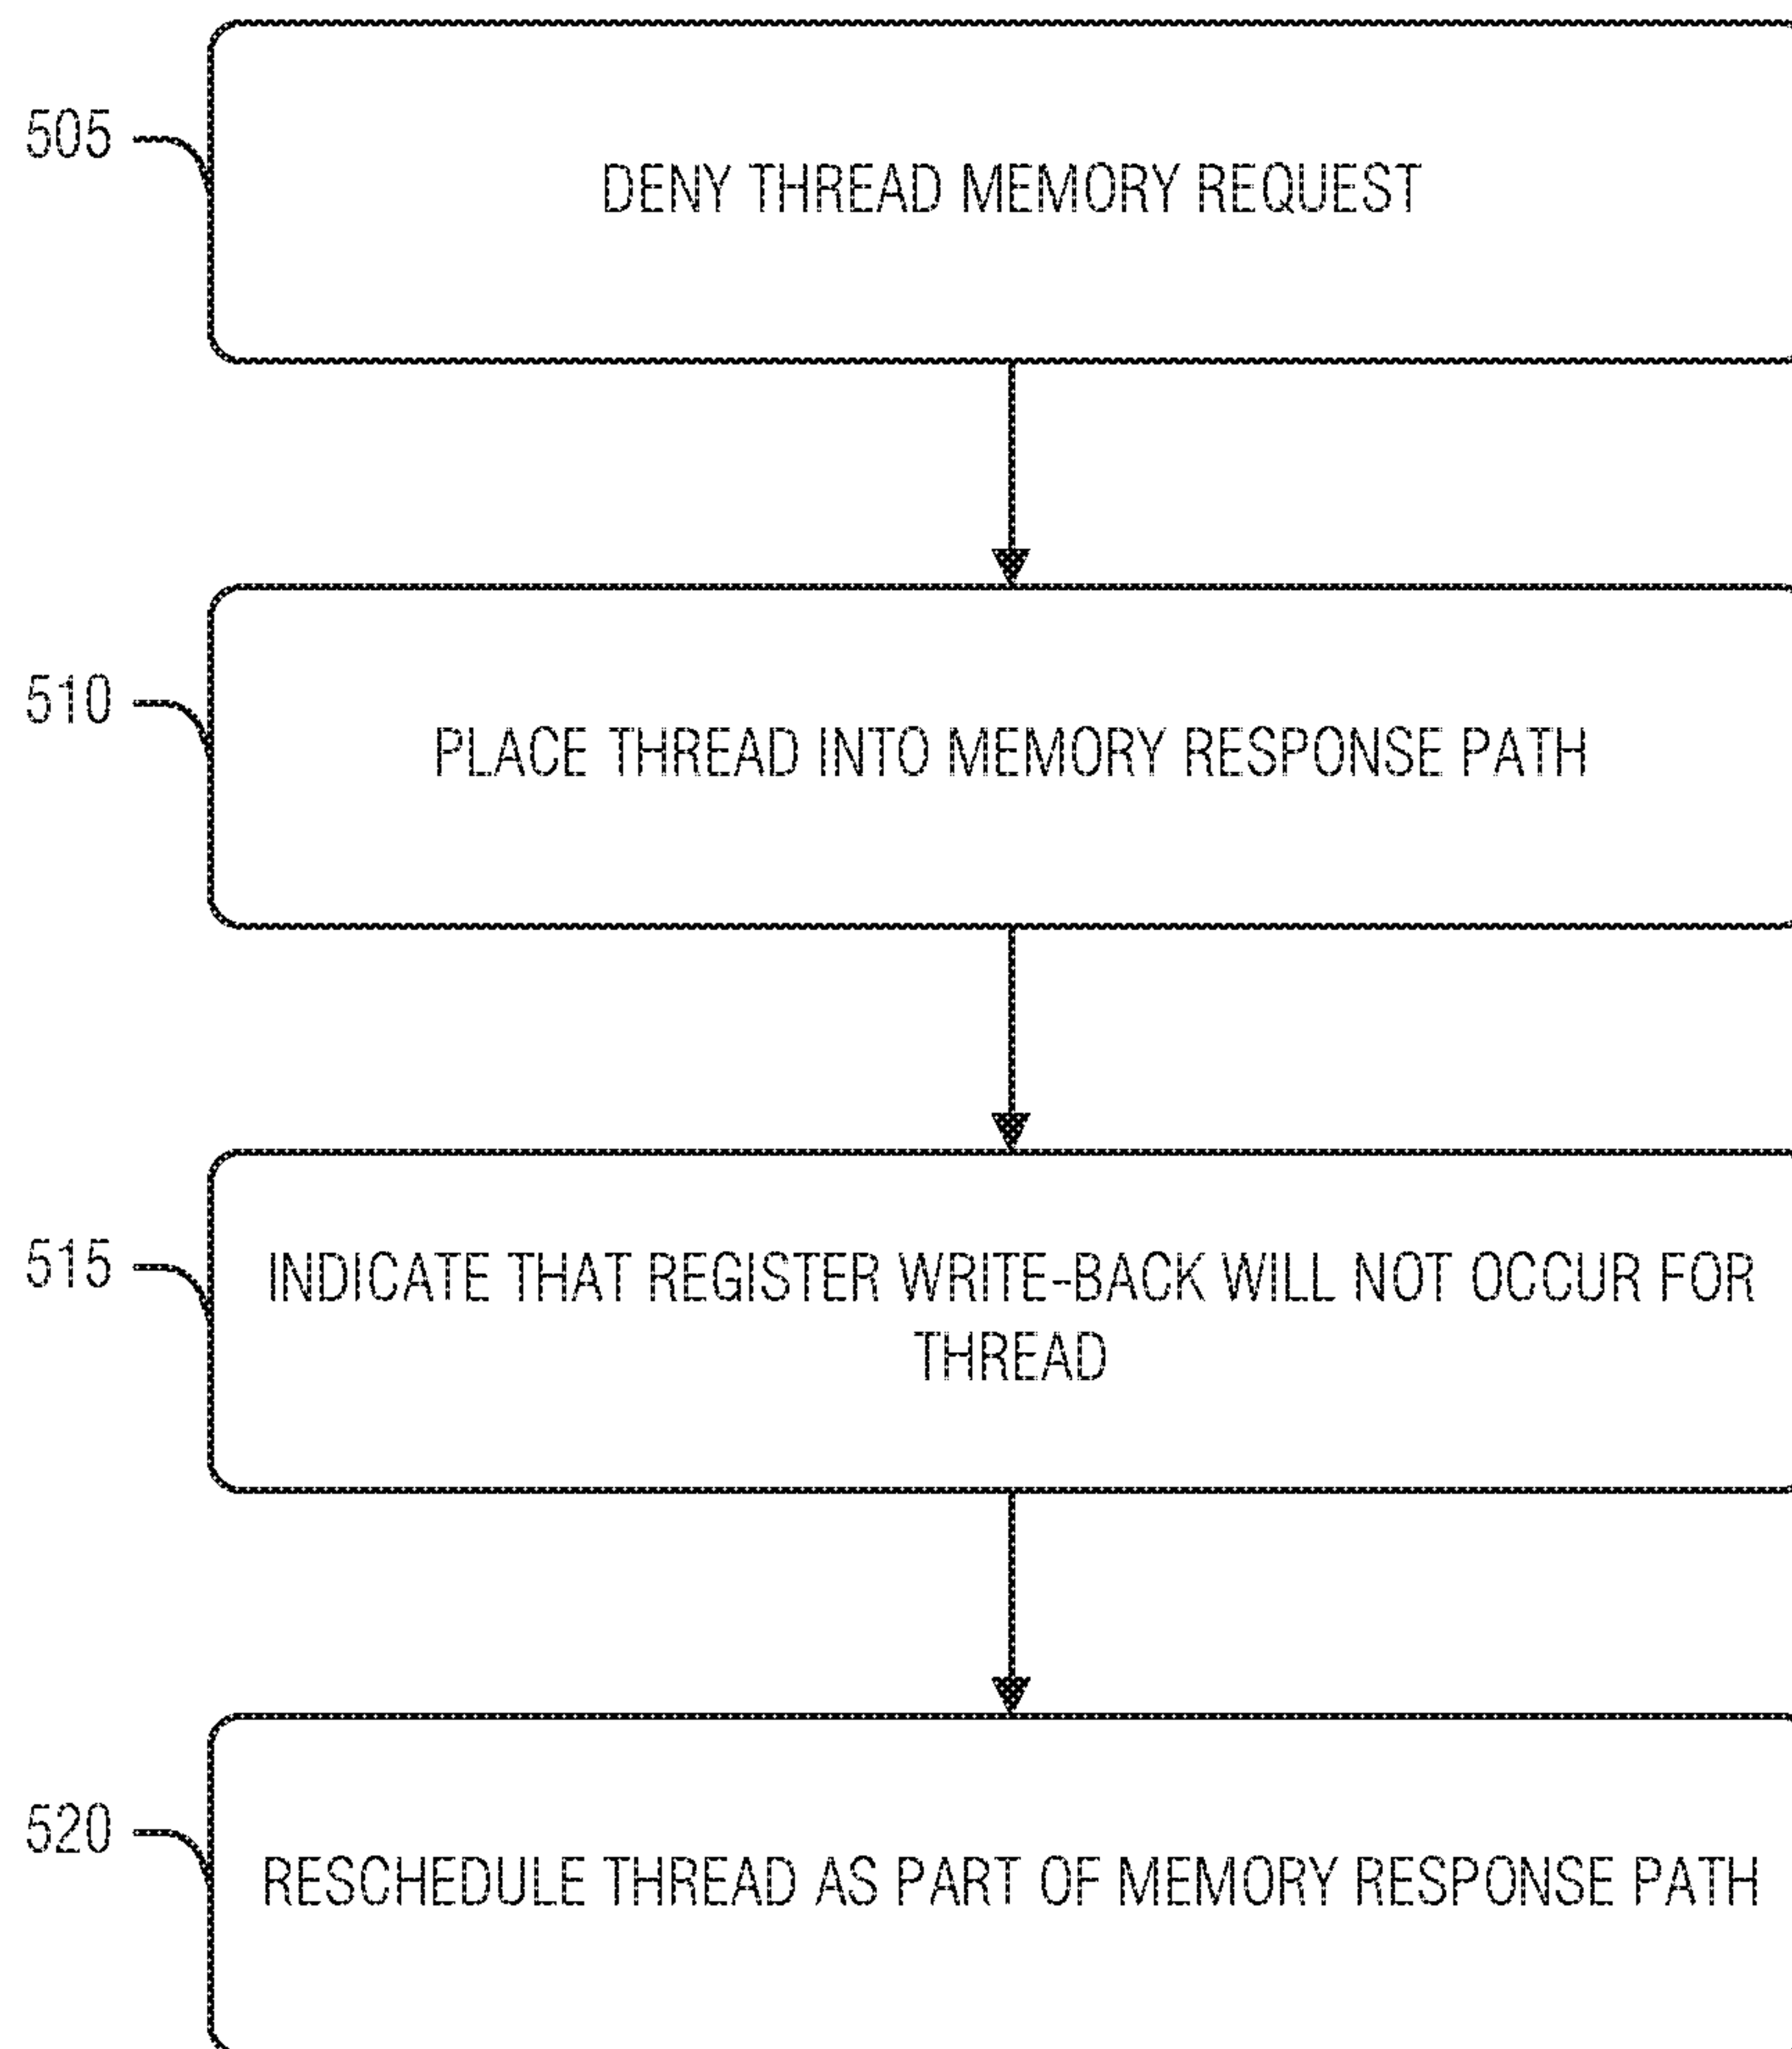 505
DENY THREAD MEMORY REQUEST
510
PLACE THREAD INTO MEMORY RESPONSE PATH
515
INDICATE THAT REGISTER WRITE-BACK WILL NOT OCCUR FOR
THREAD
520
RESCHEDULE THREAD AS PART OF MEMORY RESPONSE PATH